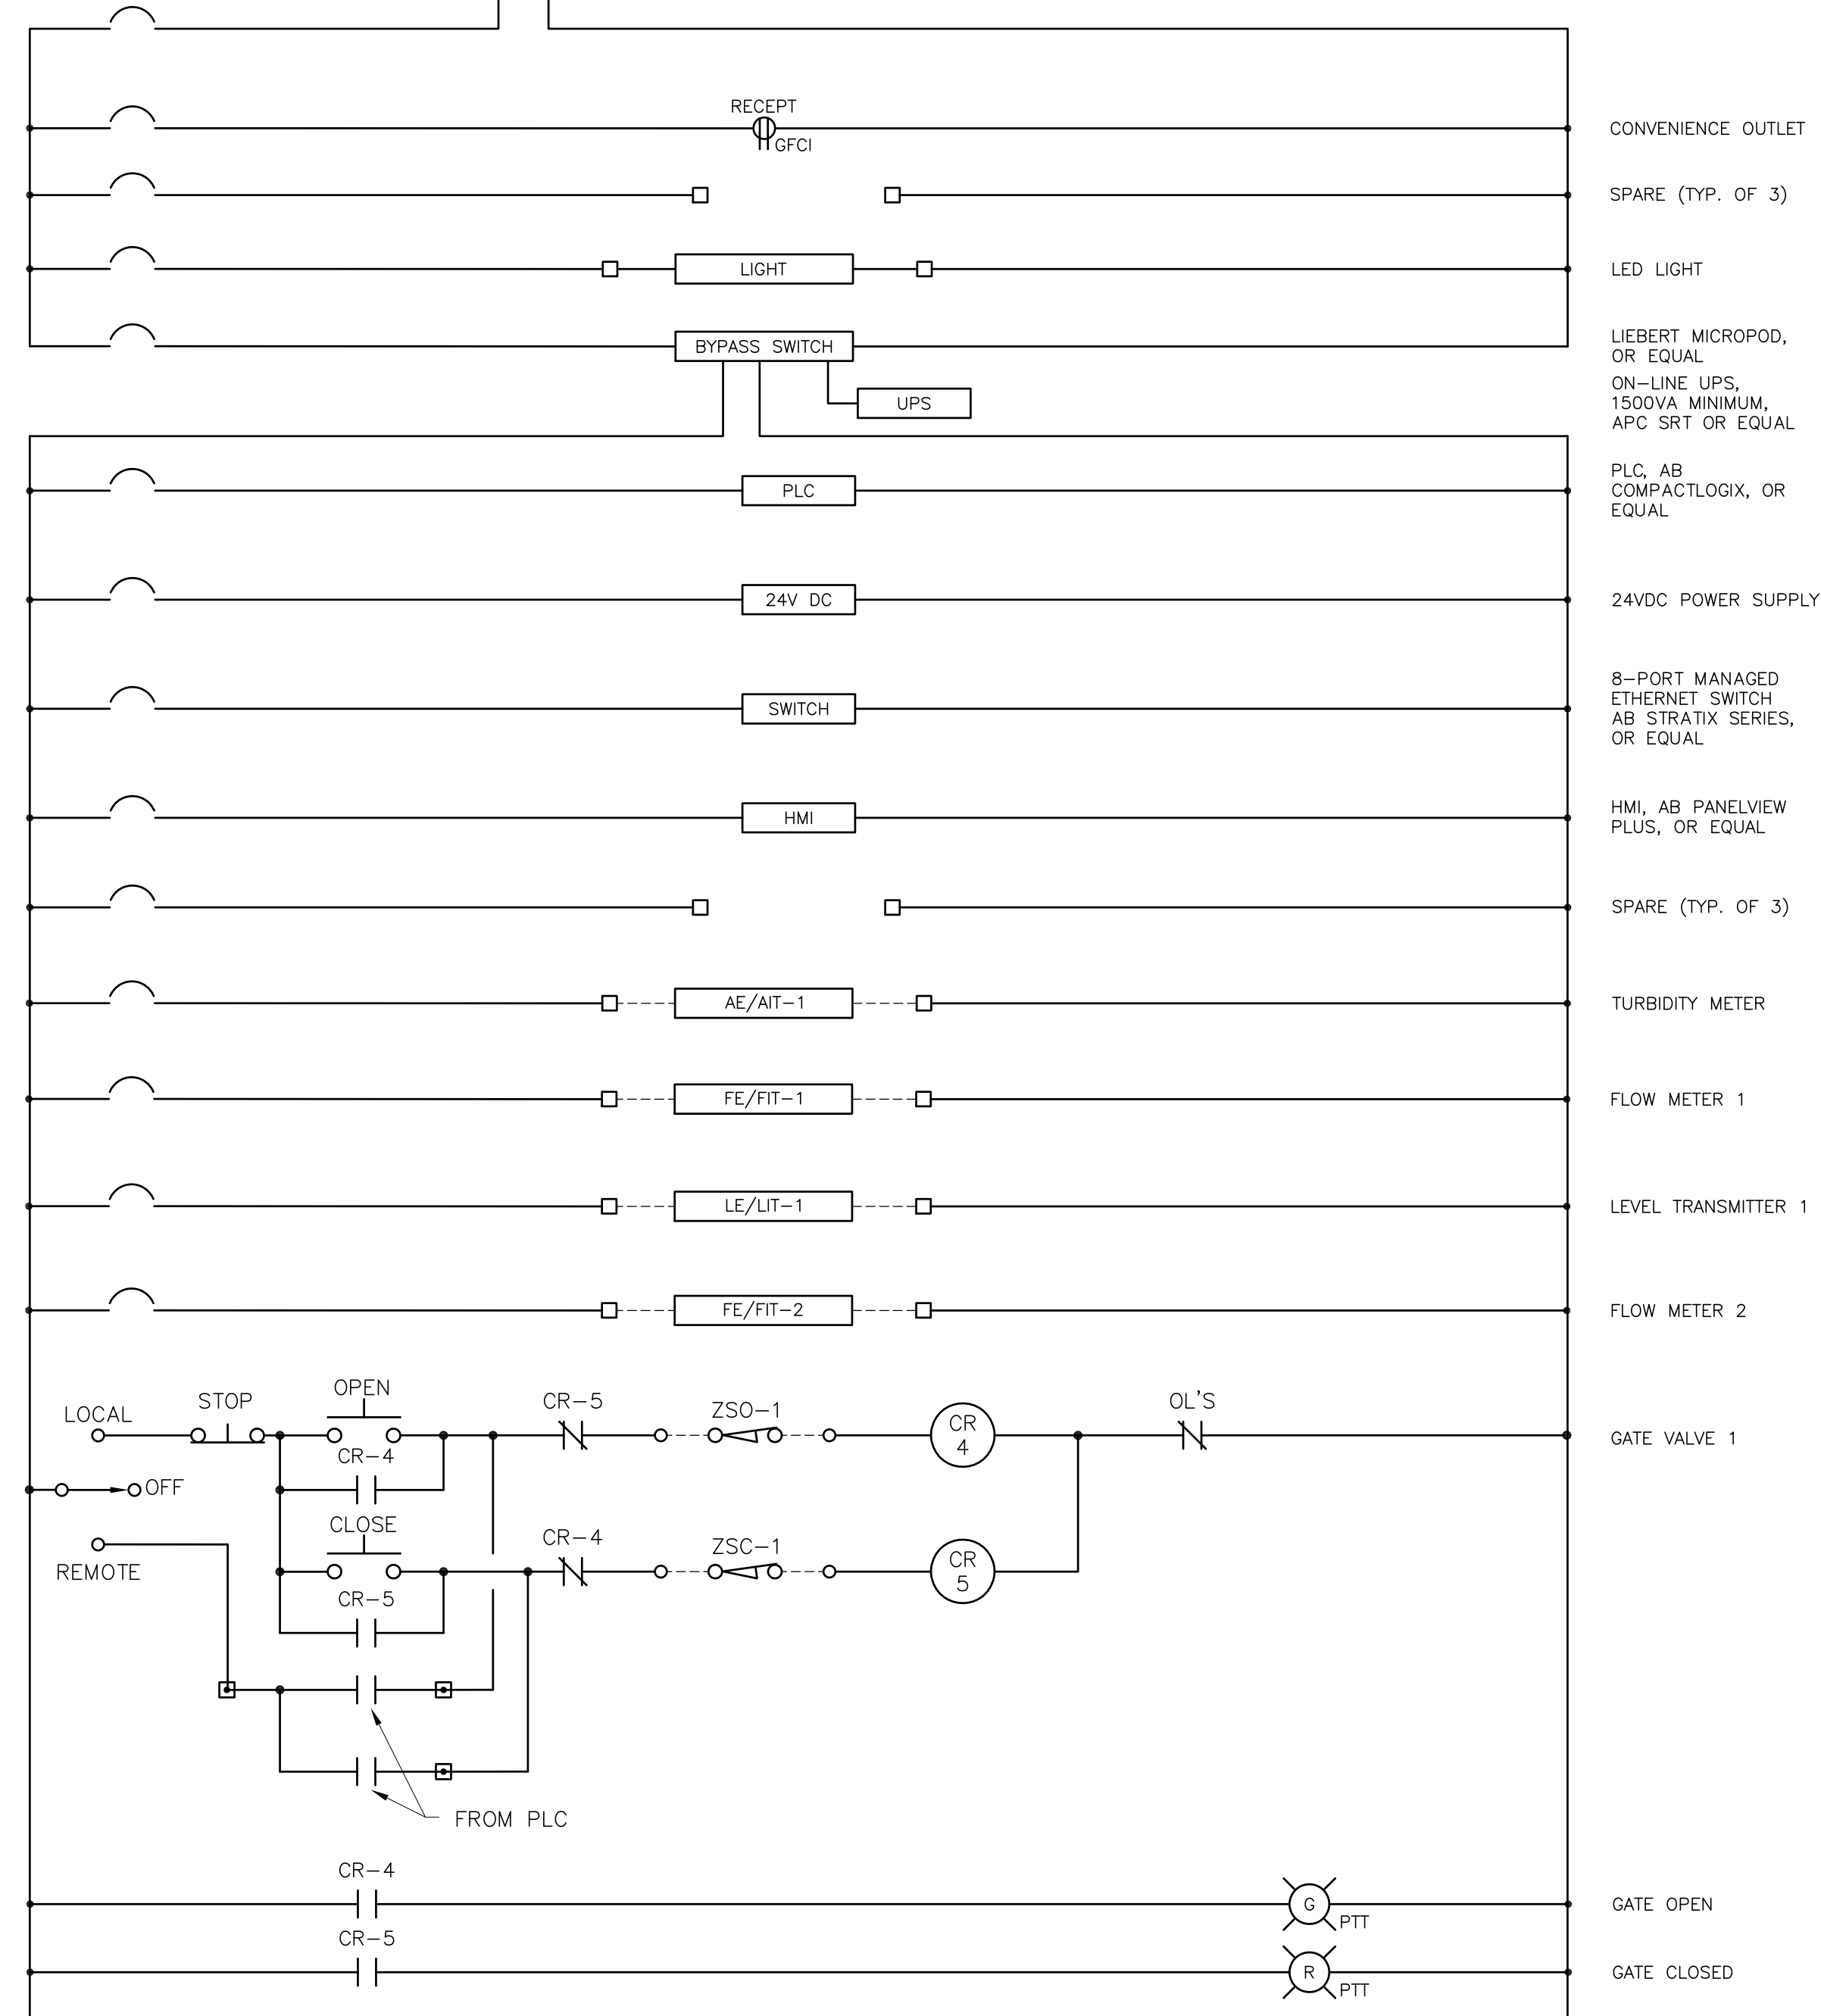 RECEPT
GFCI
CONVENIENCE OUTLET
SPARE (TYP. OF 3)
LIGHT
LED LIGHT
BYPASS SWITCH
LIEBERT MICROPOD,
OR EQUAL
UPS
ON-LINE UPS,
1500VA MINIMUM,
APC SRT OR EQUAL
PLC
PLC, AB
COMPACTLOGIX, OR
EQUAL
24V DC
24VDC POWER SUPPLY
SWITCH
8-PORT MANAGED
ETHERNET SWITCH
AB STRATIX SERIES,
OR EQUAL
HMI
HMI, AB PANELVIEW
PLUS, OR EQUAL
SPARE (TYP. OF 3)
AE/AIT-1
TURBIDITY METER
FE/FIT-1
FLOW METER 1
LE/LIT-1
LEVEL TRANSMITTER 1
FE/FIT-2
FLOW METER 2
LOCAL
STOP
OPEN
CR-5
ZSO-1
CR
4
OL'S
GATE VALVE 1
CR-4
OFF
CLOSE
CR-4
ZSC-1
CR
5
REMOTE
CR-5
FROM PLC
CR-4
G
PTT
GATE OPEN
CR-5
R
PTT
GATE CLOSED